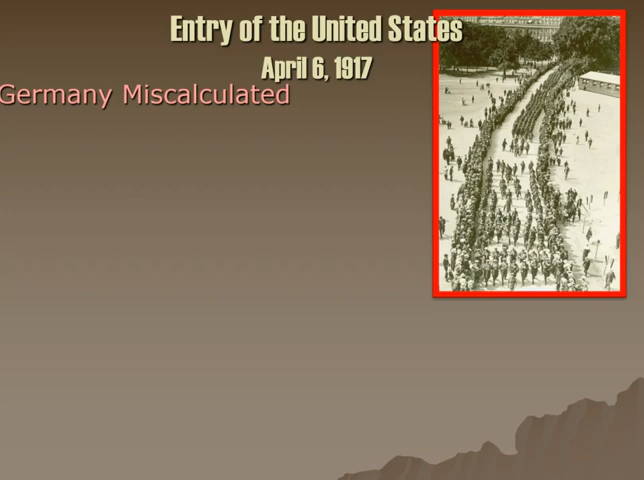 Entry of the United States
April 6, 1917
Germany Miscalculated